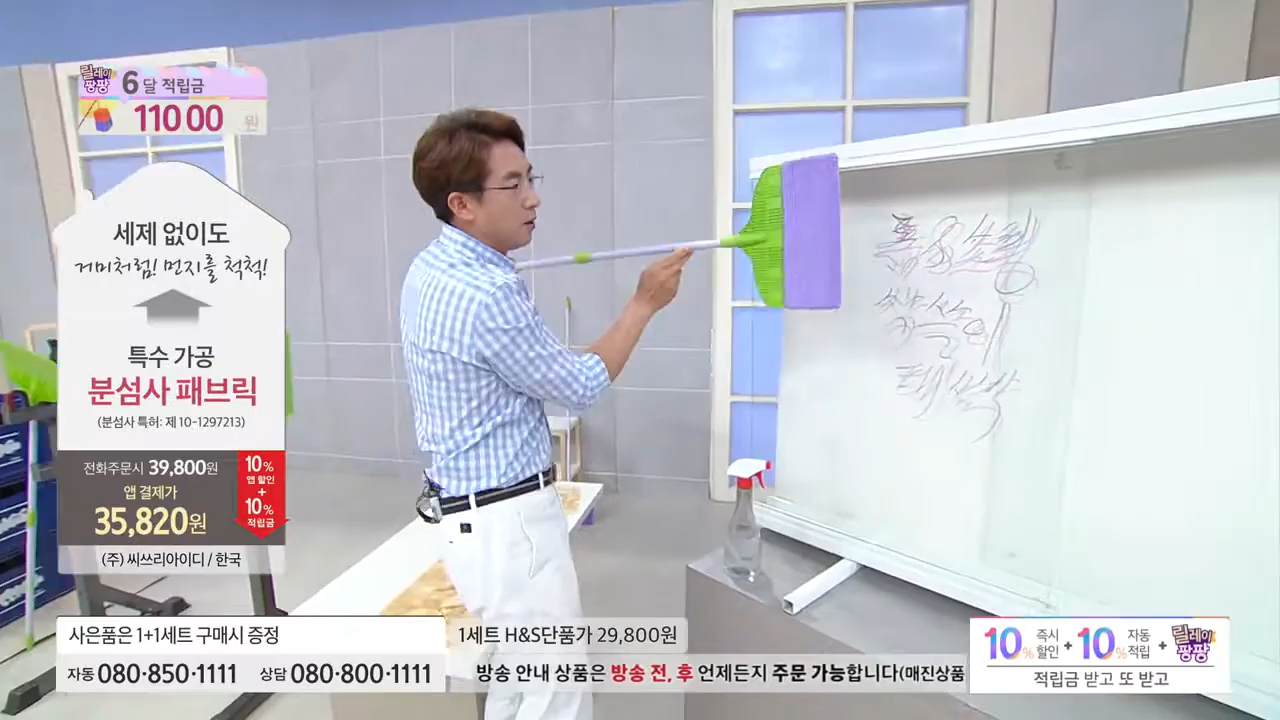 릴레이
팡팡
6달 적립금
11000원
세제 없이도
거미처럼! 먼지를 척척!
특수 가공
분섬사 패브릭
(분섬사 특허: 제 10-1297213)
전화주문시 39,800원
앱 결제가
35,820원
10%
앱 할인
+
10%
적립금
(주) 씨쓰리아이디 / 한국
홈&쇼핑
사은품은 1+1세트 구매시 증정
1세트 H&S단품가 29,800원
자동 080·850·1111 상담 080·800·1111
방송 안내 상품은 방송 전, 후 언제든지 주문 가능합니다(매진상품
10% 즉시 할인 + 10% 자동 적립 + 릴레이 팡팡
적립금 받고 또 받고